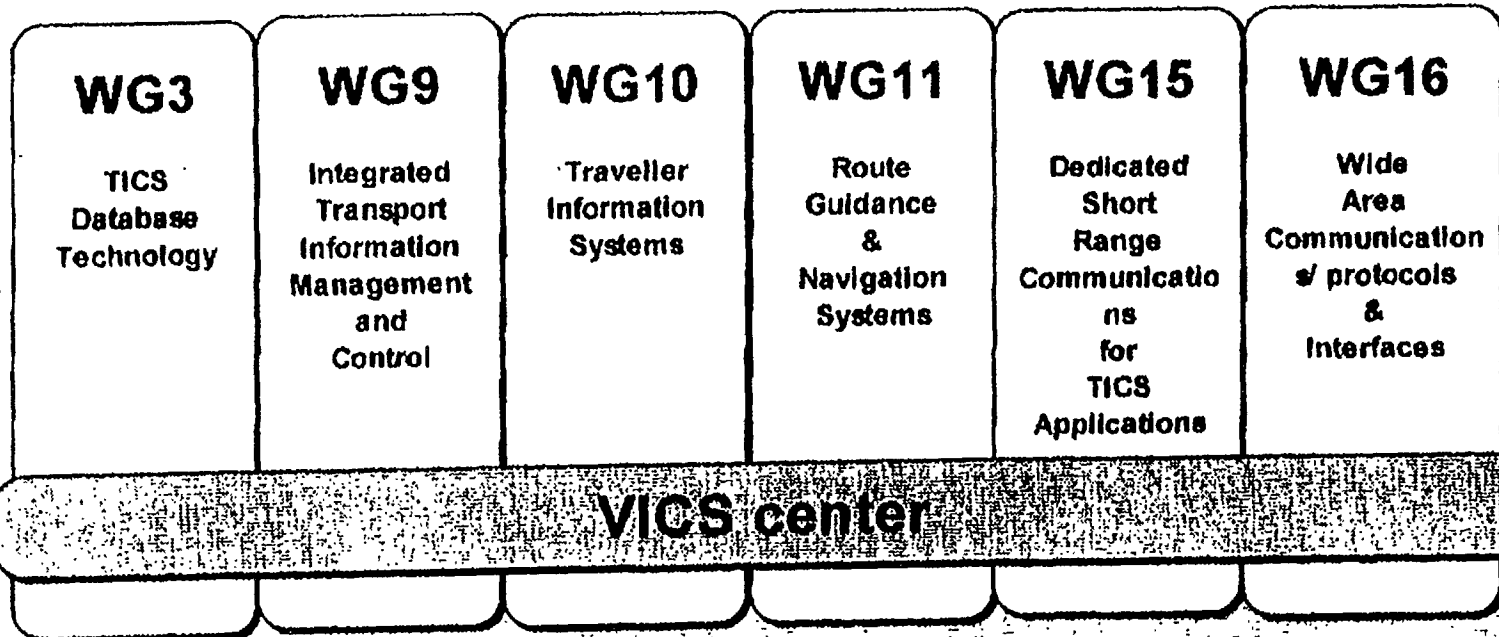 WG3
TICS
Database
Technology
WG9
Integrated
Transport
Information
Management
and
Control
WG10
Traveller
Information
Systems
WG11
Route
Guidance
&
Navigation
Systems
WG15
Dedicated
Short
Range
Communicatio
ns
for
TICS
Applications
WG16
Wide
Area
Communication
s/ protocols
&
Interfaces
VICS center